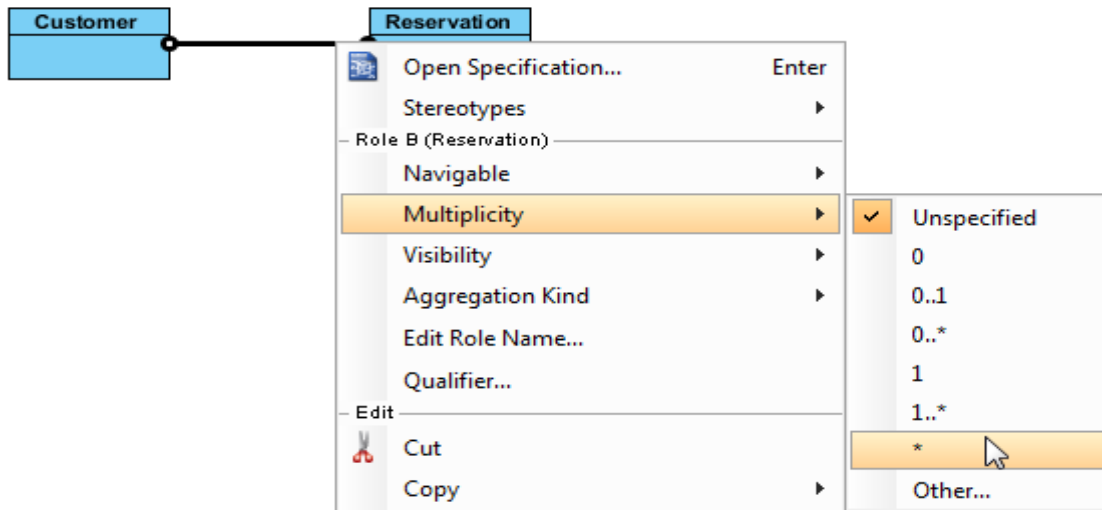 Customer
Reservation
Open Specification... Enter
Stereotypes
Role B (Reservation)
Navigable
Multiplicity
Visibility
Aggregation Kind
Edit Role Name...
Qualifier...
Edit
Cut
Copy
Unspecified
0
0..1
0..*
1
1..*
*
Other...